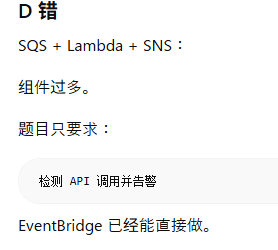 D 错
SQS + Lambda + SNS：
组件过多。
题目只要求：
检测 API 调用并告警
EventBridge 已经能直接做。